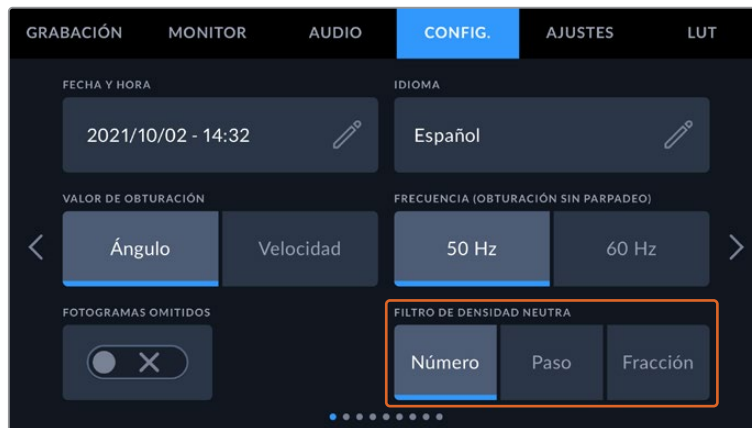 GRABACIÓN MONITOR AUDIO CONFIG. AJUSTES LUT
FECHA Y HORA IDIOMA
2021/10/02 - 14:32 Español
VALOR DE OBTURACIÓN FRECUENCIA (OBTURACIÓN SIN PARPADEO)
Ángulo Velocidad 50 Hz 60 Hz
FOTOGRAMAS OMITIDOS FILTRO DE DENSIDAD NEUTRA
Número Paso Fracción